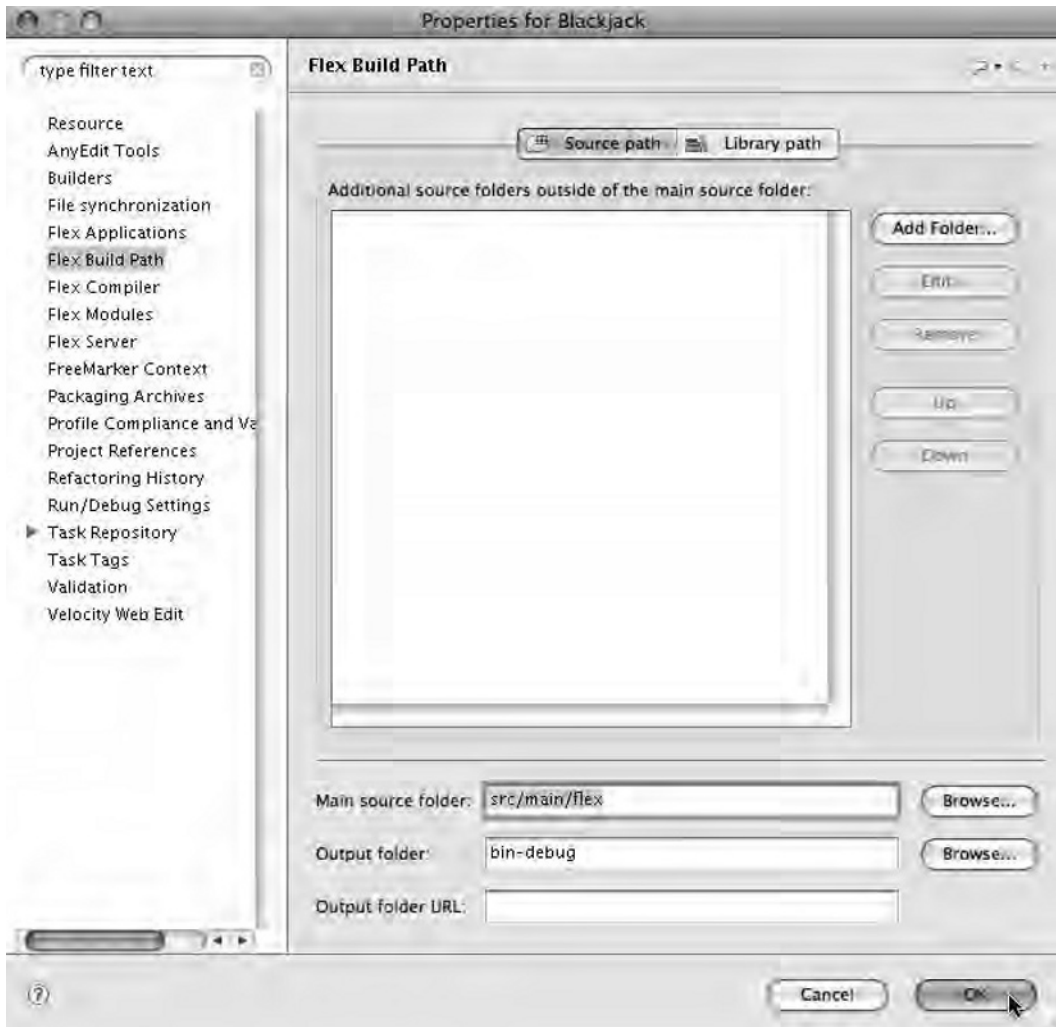 Properties for Blackjack
type filter text
Resource
AnyEdit Tools
Builders
File synchronization
Flex Applications
Flex Build Path
Flex Compiler
Flex Modules
Flex Server
FreeMarker Context
Packaging Archives
Profile Compliance and Va
Project References
Refactoring History
Run/Debug Settings
Task Repository
Task Tags
Validation
Velocity Web Edit
Flex Build Path
Source path
Library path
Additional source folders outside of the main source folder:
Add Folder...
Edit...
Remove
Up
Down
Main source folder: src/main/flex Browse...
Output folder: bin-debug Browse...
Output folder URL:
?
Cancel
OK